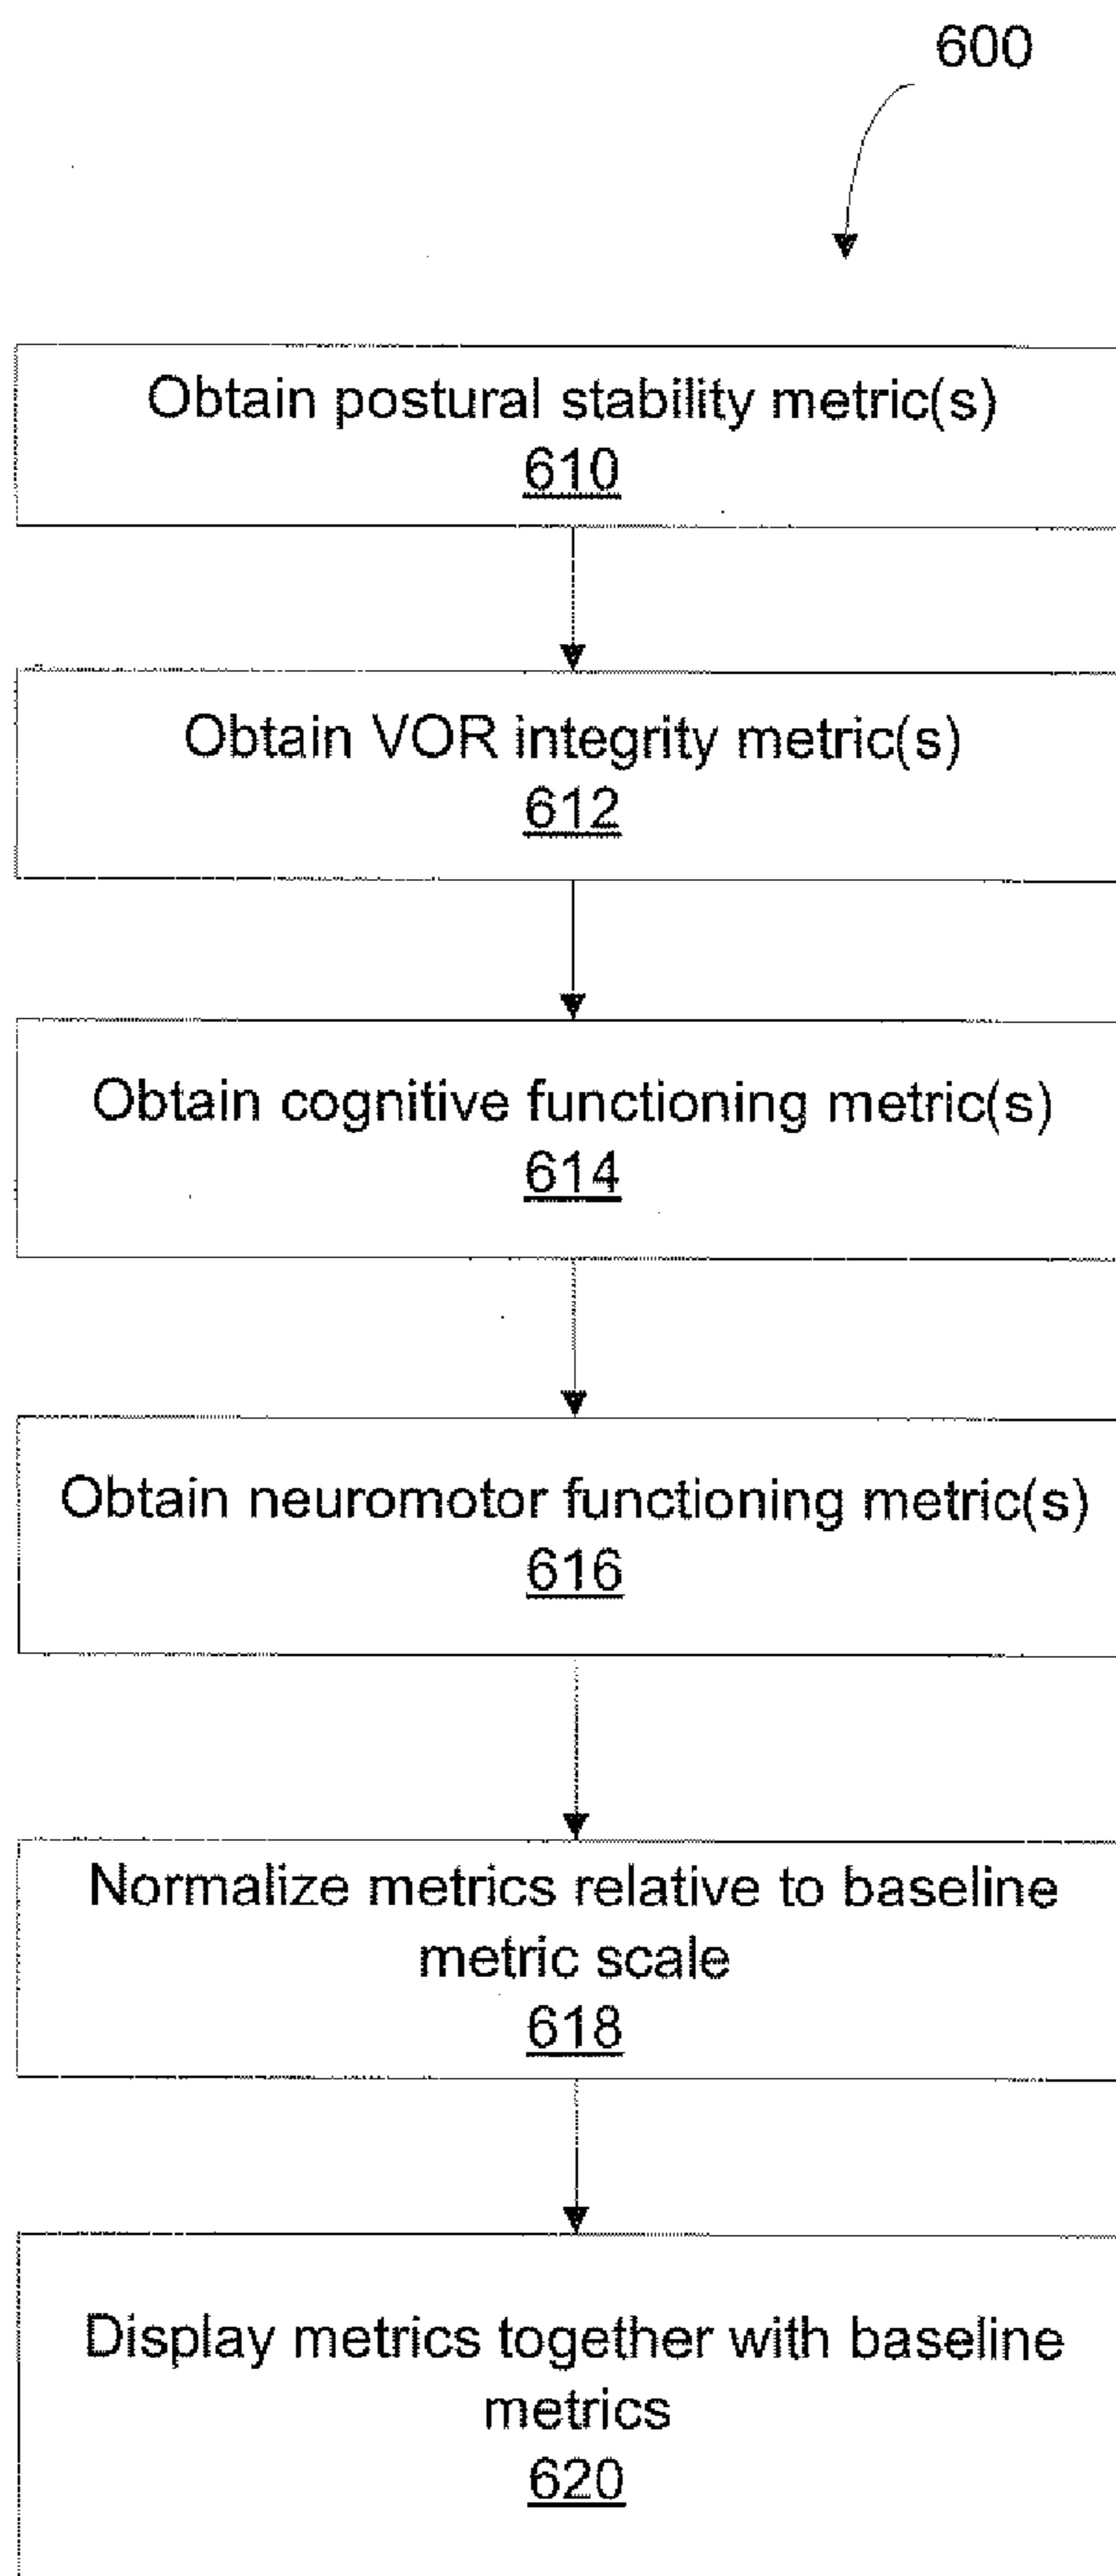 600
Obtain postural stability metric(s)
610
Obtain VOR integrity metric(s)
612
Obtain cognitive functioning metric(s)
614
Obtain neuromotor functioning metric(s)
616
Normalize metrics relative to baseline
metric scale
618
Display metrics together with baseline
metrics
620